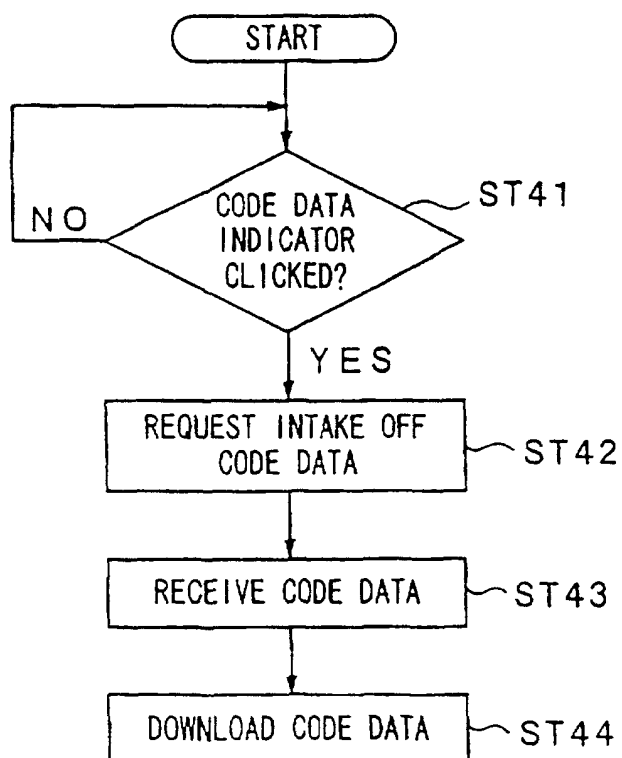 START
CODE DATA
INDICATOR
CLICKED?
ST41
NO
YES
REQUEST INTAKE OFF
CODE DATA
ST42
RECEIVE CODE DATA
ST43
DOWNLOAD CODE DATA
ST44